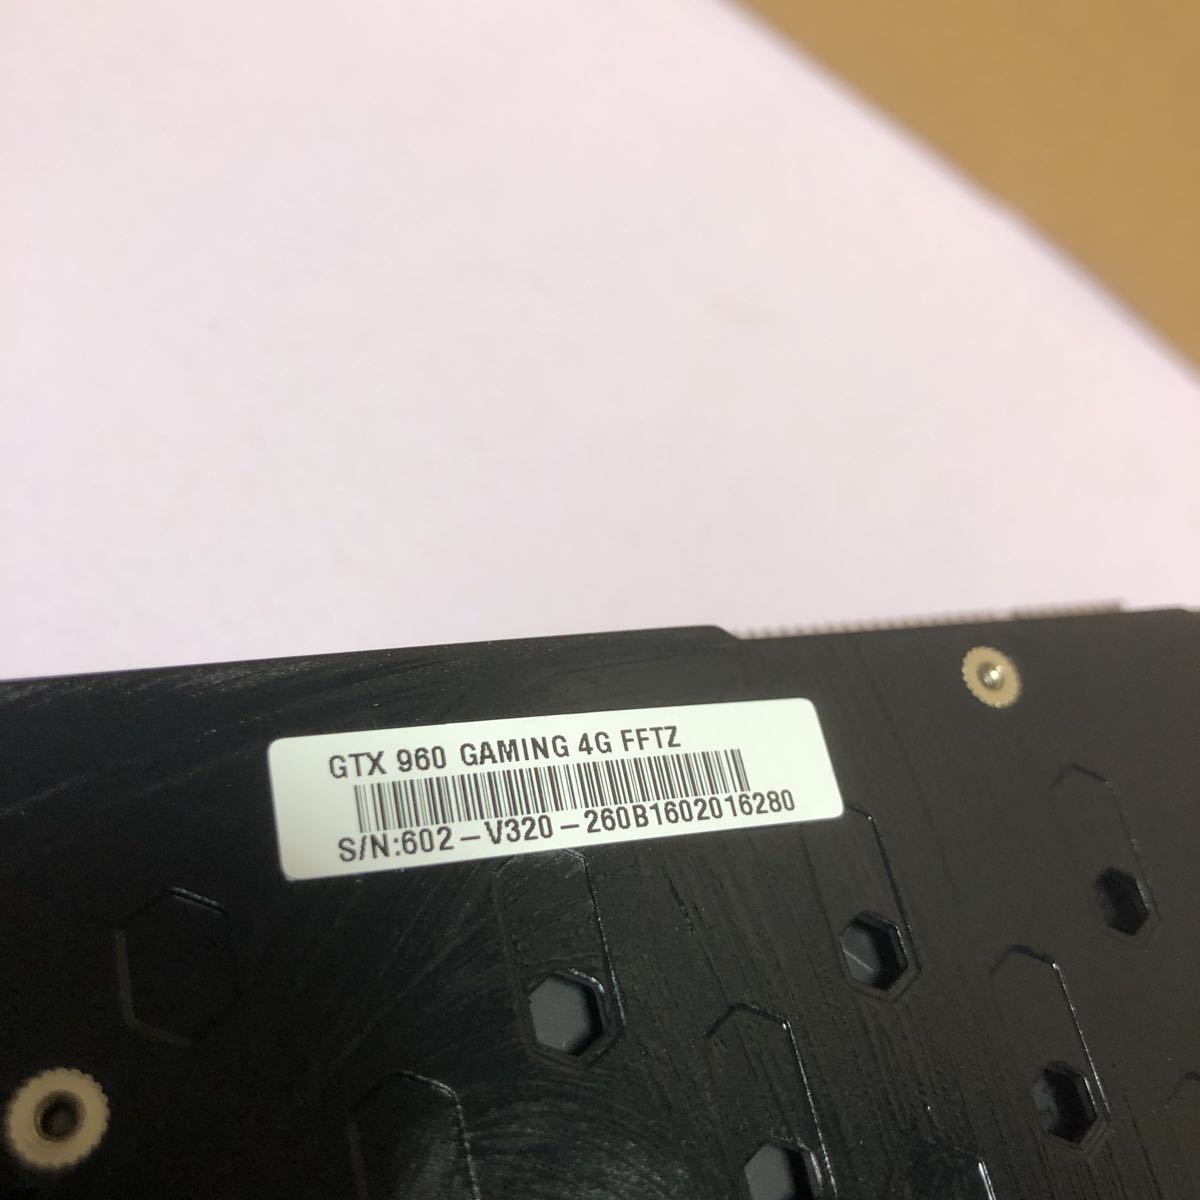 GTX 960 GAMING 4G FFTZ
S/N:602-V320-260B1602016280